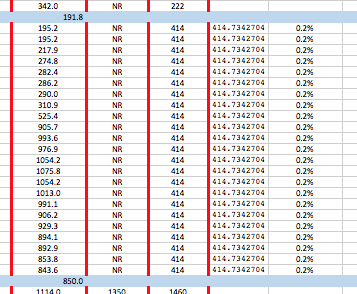 342.0 NR 222
191.8
195.2 NR 414 414.7342704 0.2%
195.2 NR 414 414.7342704 0.2%
217.9 NR 414 414.7342704 0.2%
274.8 NR 414 414.7342704 0.2%
282.4 NR 414 414.7342704 0.2%
286.2 NR 414 414.7342704 0.2%
290.0 NR 414 414.7342704 0.2%
310.9 NR 414 414.7342704 0.2%
525.4 NR 414 414.7342704 0.2%
905.7 NR 414 414.7342704 0.2%
993.6 NR 414 414.7342704 0.2%
976.9 NR 414 414.7342704 0.2%
1054.2 NR 414 414.7342704 0.2%
1075.8 NR 414 414.7342704 0.2%
1054.2 NR 414 414.7342704 0.2%
1013.0 NR 414 414.7342704 0.2%
991.1 NR 414 414.7342704 0.2%
906.2 NR 414 414.7342704 0.2%
929.3 NR 414 414.7342704 0.2%
894.1 NR 414 414.7342704 0.2%
892.9 NR 414 414.7342704 0.2%
853.8 NR 414 414.7342704 0.2%
843.6 NR 414 414.7342704 0.2%
850.0
1114.0 1350 1460